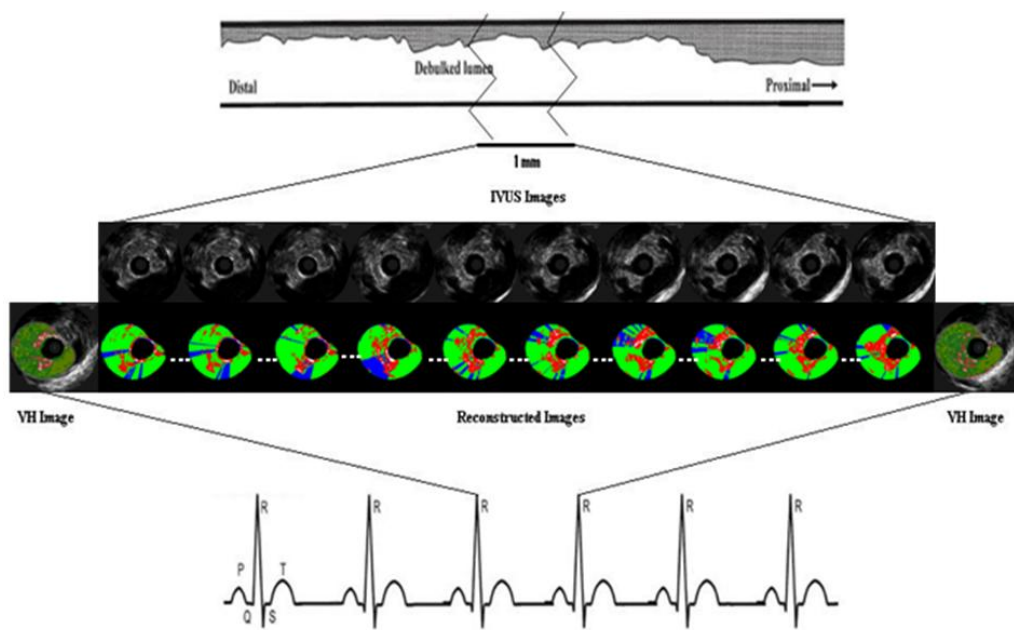 Debulked lumen
Distal
Proximal
1mm
IVUS Images
VH Image
Reconstructed Images
VH Image
R R R R R R
P T
Q S